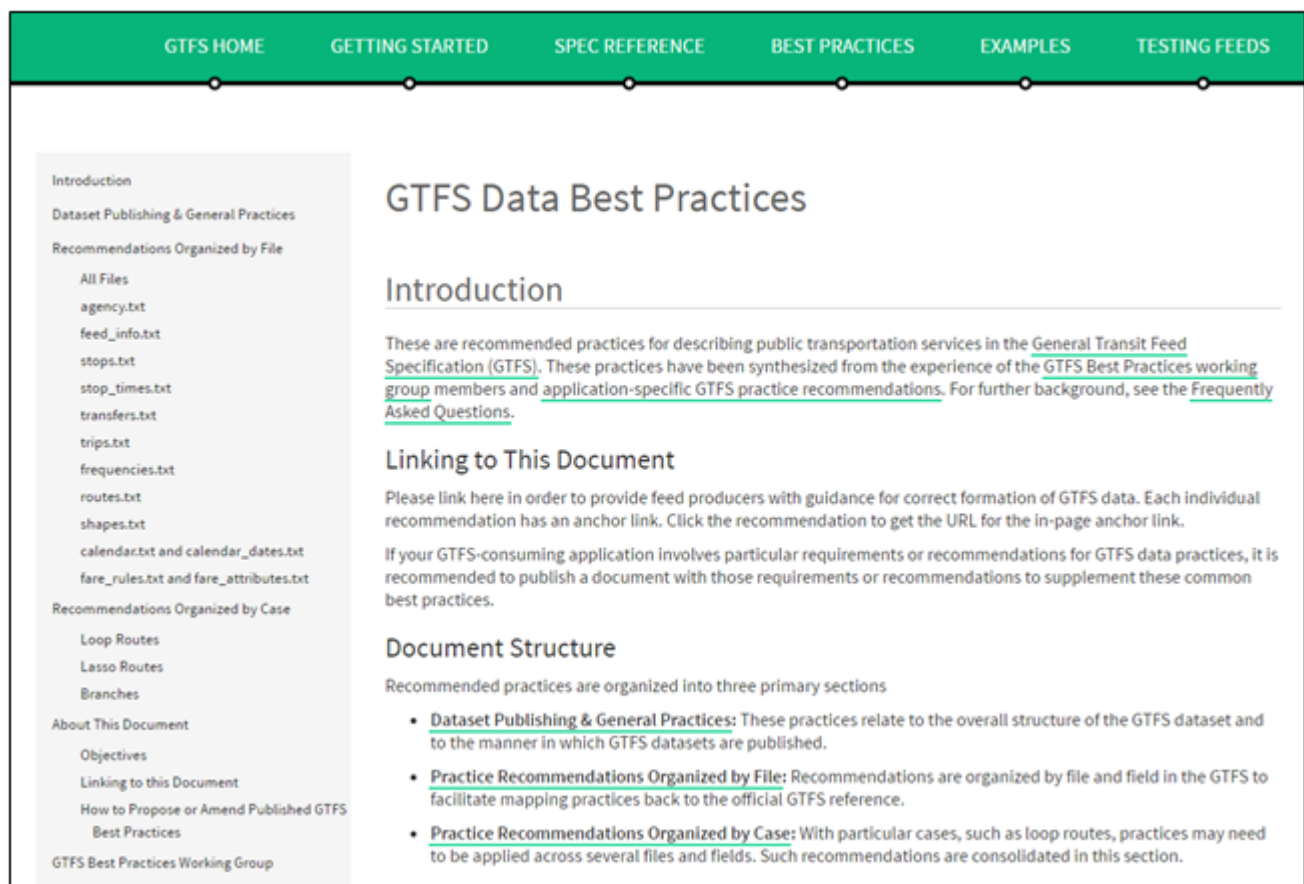 GTFS HOME GETTING STARTED SPEC REFERENCE BEST PRACTICES EXAMPLES TESTING FEEDS
Introduction
Dataset Publishing & General Practices
Recommendations Organized by File
All Files
agency.txt
feed_info.txt
stops.txt
stop_times.txt
transfers.txt
trips.txt
frequencies.txt
routes.txt
shapes.txt
calendar.txt and calendar_dates.txt
fare_rules.txt and fare_attributes.txt
Recommendations Organized by Case
Loop Routes
Lasso Routes
Branches
About This Document
Objectives
Linking to this Document
How to Propose or Amend Published GTFS
Best Practices
GTFS Best Practices Working Group
GTFS Data Best Practices
Introduction
These are recommended practices for describing public transportation services in the General Transit Feed
Specification (GTFS). These practices have been synthesized from the experience of the GTFS Best Practices working
group members and application-specific GTFS practice recommendations. For further background, see the Frequently
Asked Questions.
Linking to This Document
Please link here in order to provide feed producers with guidance for correct formation of GTFS data. Each individual
recommendation has an anchor link. Click the recommendation to get the URL for the in-page anchor link.
If your GTFS-consuming application involves particular requirements or recommendations for GTFS data practices, it is
recommended to publish a document with those requirements or recommendations to supplement these common
best practices.
Document Structure
Recommended practices are organized into three primary sections
• Dataset Publishing & General Practices: These practices relate to the overall structure of the GTFS dataset and
to the manner in which GTFS datasets are published.
• Practice Recommendations Organized by File: Recommendations are organized by file and field in the GTFS to
facilitate mapping practices back to the official GTFS reference.
• Practice Recommendations Organized by Case: With particular cases, such as loop routes, practices may need
to be applied across several files and fields. Such recommendations are consolidated in this section.